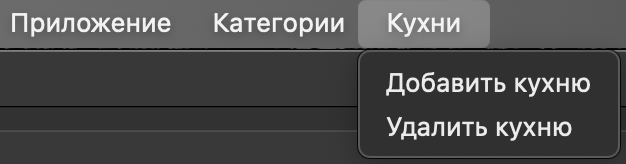 Приложение Категории Кухни
Добавить кухню
Удалить кухню